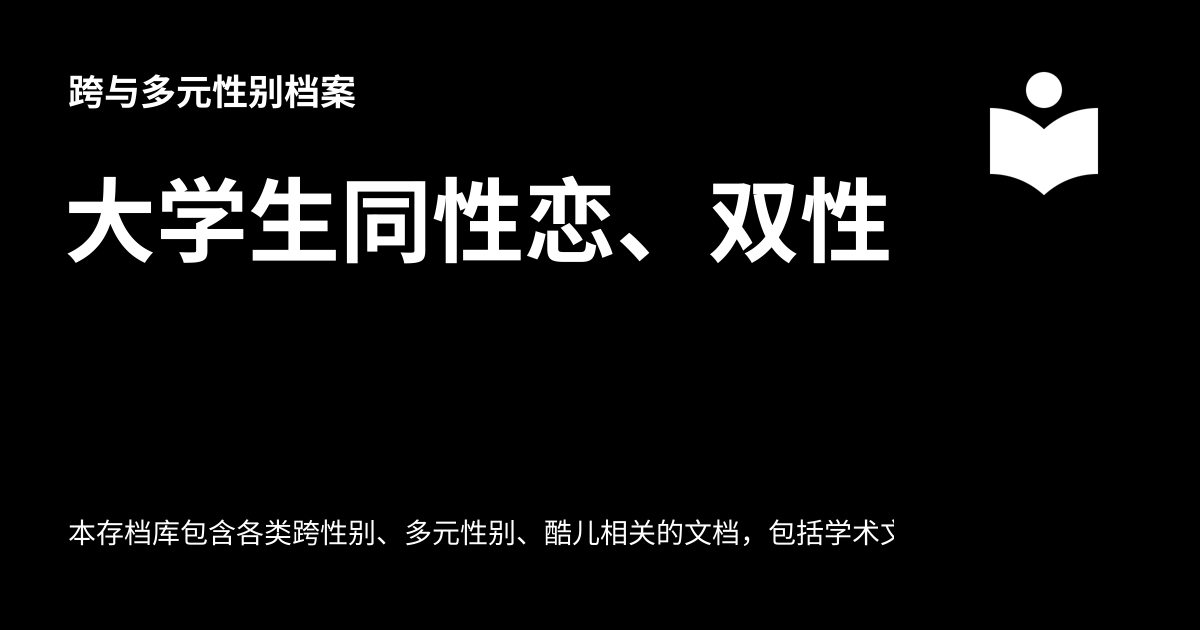 跨与多元性别档案
大学生同性恋、双性
本存档库包含各类跨性别、多元性别、酷儿相关的文档，包括学术